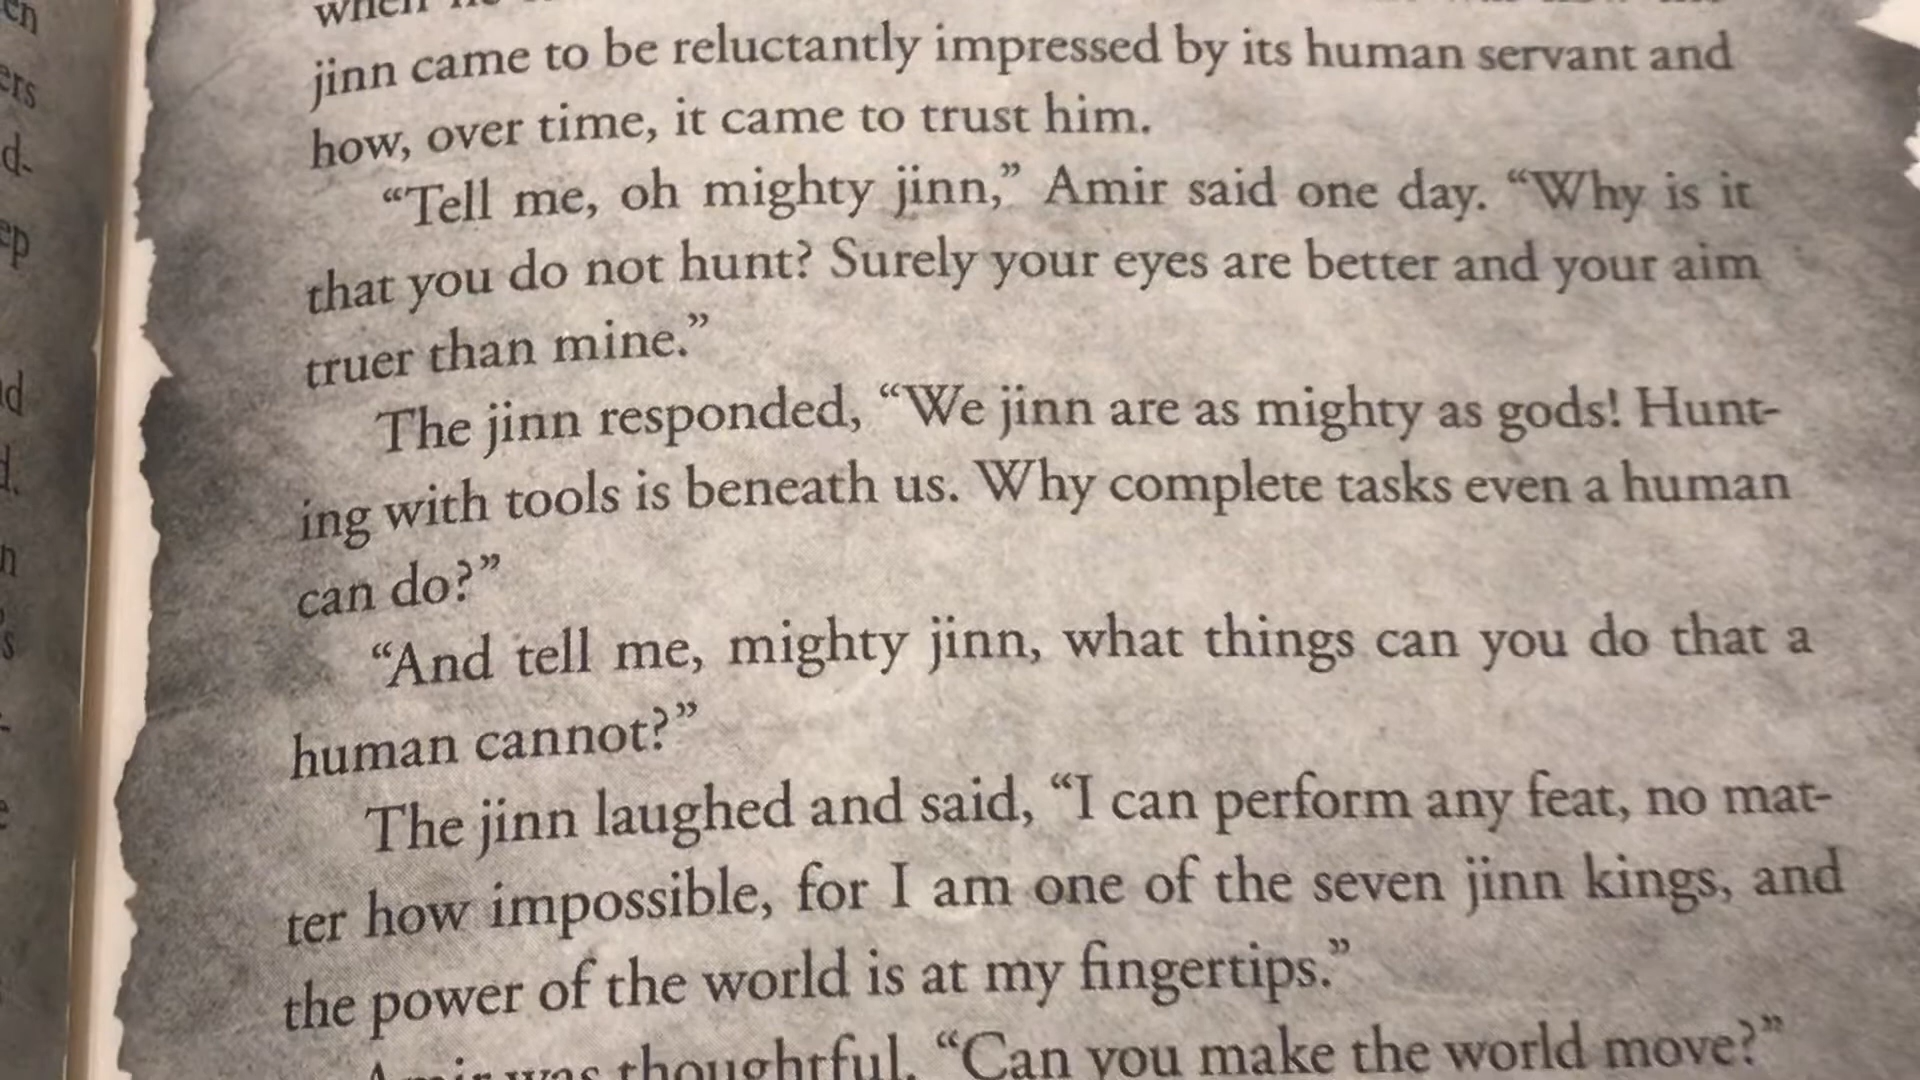 en
ers
d-
ep
d.
n
s
-
e
when
jinn came to be reluctantly impressed by its human servant and
how, over time, it came to trust him.
“Tell me, oh mighty jinn,” Amir said one day. “Why is it
that you do not hunt? Surely your eyes are better and your aim
truer than mine.”
The jinn responded, “We jinn are as mighty as gods! Hunt-
ing with tools is beneath us. Why complete tasks even a human
can do?”
“And tell me, mighty jinn, what things can you do that a
human cannot?”
The jinn laughed and said, “I can perform any feat, no mat-
ter how impossible, for I am one of the seven jinn kings, and
the power of the world is at my fingertips.”
Amir was thoughtful. “Can you make the world move?”